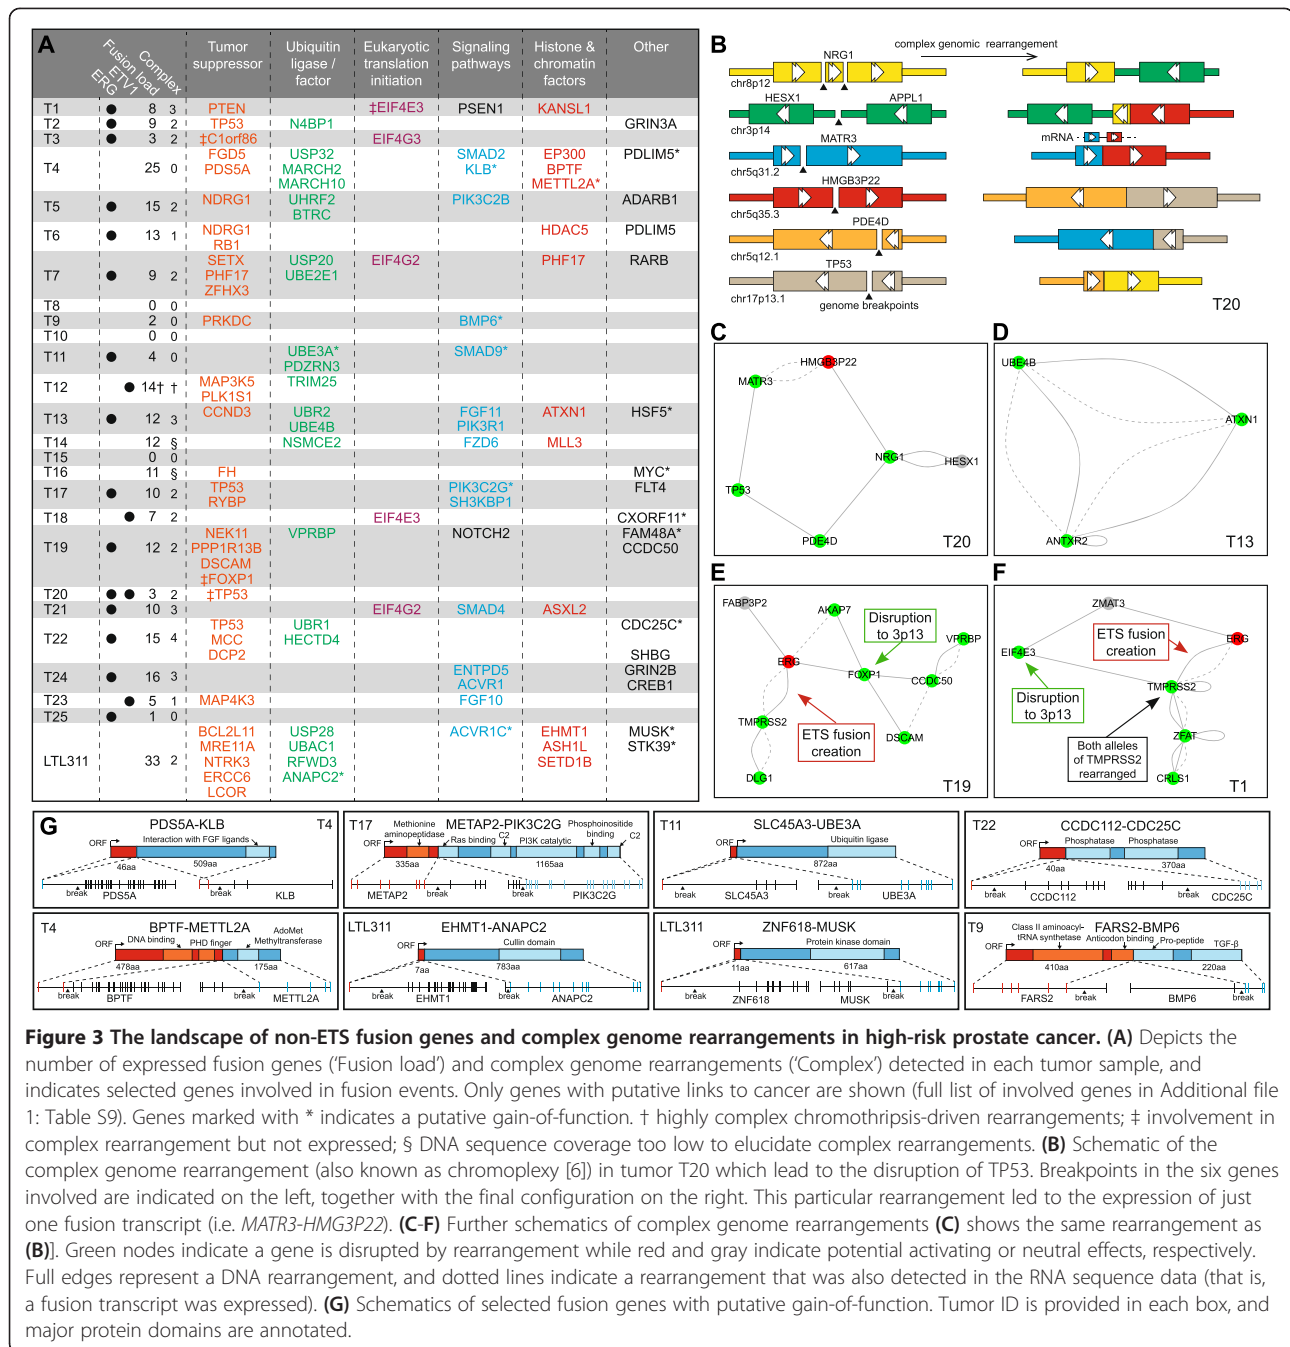 A
ERG
ETV1
Fusion load
Complex
Tumor suppressor
Ubiquitin ligase / factor
Eukaryotic translation initiation
Signaling pathways
Histone & chromatin factors
Other
T1 ● 8 3 PTEN ‡EIF4E3 PSEN1 KANSL1
T2 ● 9 2 TP53 N4BP1 GRIN3A
T3 ● 3 2 ‡C1orf86 EIF4G3
FGD5 USP32 SMAD2 EP300 PDLIM5*
T4 25 0 PDS5A MARCH2 KLB* BPTF
MARCH10 METTL2A*
T5 ● 15 2 NDRG1 UHRF2 PIK3C2B ADARB1
BTRC
T6 ● 13 1 NDRG1 HDAC5 PDLIM5
RB1
SETX USP20 EIF4G2 PHF17 RARB
T7 ● 9 2 PHF17 UBE2E1
ZFHX3
T8 0 0
T9 2 0 PRKDC BMP6*
T10 0 0
T11 ● 4 0 UBE3A* SMAD9*
PDZRN3
T12 ● 14† † MAP3K5 TRIM25
PLK1S1
T13 ● 12 3 CCND3 UBR2 FGF11 ATXN1 HSF5*
UBE4B PIK3R1
T14 12 § NSMCE2 FZD6 MLL3
T15 0 0
T16 11 § FH MYC*
T17 ● 10 2 TP53 PIK3C2G* FLT4
RYBP SH3KBP1
T18 ● 7 2 EIF4E3 CXORF11*
NEK11 VPRBP NOTCH2 FAM48A*
T19 ● 12 2 PPP1R13B CCDC50
DSCAM
‡FOXP1
T20 ● ● 3 2 ‡TP53
T21 ● 10 3 EIF4G2 SMAD4 ASXL2
TP53 UBR1 CDC25C*
T22 ● 15 4 MCC HECTD4
DCP2 SHBG
T24 ● 16 3 ENTPD5 GRIN2B
ACVR1 CREB1
T23 ● 5 1 MAP4K3 FGF10
T25 ● 1 0
BCL2L11 USP28 ACVR1C* EHMT1 MUSK*
MRE11A UBAC1 ASH1L STK39*
LTL311 33 2 NTRK3 RFWD3 SETD1B
ERCC6 ANAPC2*
LCOR
B
NRG1
complex genomic rearrangement
chr8p12
HESX1
APPL1
chr3p14
MATR3
mRNA
chr5q31.2
HMGB3P22
chr5q35.3
PDE4D
chr5q12.1
TP53
chr17p13.1
genome breakpoints
T20
C
HMGB3P22
MATR3
NRG1
HESX1
TP53
PDE4D
T20
D
UBE4B
ATXN1
ANTXR2
T13
E
FABP3P2
AKAP7
Disruption to 3p13
VPRBP
ERG
FOXP1
CCDC50
TMPRSS2
DSCAM
ETS fusion creation
DLG1
T19
F
ZMAT3
ETS fusion creation
ERG
EIF4E3
TMPRSS2
Disruption to 3p13
ZFAT
Both alleles of TMPRSS2 rearranged
CRLS1
T1
G
PDS5A-KLB
T4
Interaction with FGF ligands
ORF
46aa
509aa
break
break
PDS5A
KLB
T17
METAP2-PIK3C2G
Methionine aminopeptidase
Ras binding
C2
PI3K catalytic
Phosphoinositide binding
C2
ORF
335aa
1165aa
METAP2
break
break
PIK3C2G
T11
SLC45A3-UBE3A
Ubiquitin ligase
ORF
872aa
break
SLC45A3
break
UBE3A
T22
CCDC112-CDC25C
Phosphatase
Phosphatase
ORF
40aa
370aa
break
CCDC112
break
CDC25C
T4
BPTF-METTL2A
DNA binding
PHD finger
AdoMet Methyltransferase
ORF
478aa
175aa
break
BPTF
break
METTL2A
LTL311
EHMT1-ANAPC2
Cullin domain
ORF
7aa
783aa
break
EHMT1
break
ANAPC2
LTL311
ZNF618-MUSK
Protein kinase domain
ORF
11aa
617aa
break
ZNF618
MUSK
break
T9
FARS2-BMP6
Class II aminoacyl-tRNA synthetase
Anticodon binding
Pro-peptide
TGF-β
ORF
410aa
220aa
FARS2
break
BMP6
break
Figure 3 The landscape of non-ETS fusion genes and complex genome rearrangements in high-risk prostate cancer. (A) Depicts the
number of expressed fusion genes (‘Fusion load’) and complex genome rearrangements (‘Complex’) detected in each tumor sample, and
indicates selected genes involved in fusion events. Only genes with putative links to cancer are shown (full list of involved genes in Additional file
1: Table S9). Genes marked with * indicates a putative gain-of-function. † highly complex chromothripsis-driven rearrangements; ‡ involvement in
complex rearrangement but not expressed; § DNA sequence coverage too low to elucidate complex rearrangements. (B) Schematic of the
complex genome rearrangement (also known as chromoplexy [6]) in tumor T20 which lead to the disruption of TP53. Breakpoints in the six genes
involved are indicated on the left, together with the final configuration on the right. This particular rearrangement led to the expression of just
one fusion transcript (i.e. MATR3-HMG3P22). (C-F) Further schematics of complex genome rearrangements (C) shows the same rearrangement as
(B)]. Green nodes indicate a gene is disrupted by rearrangement while red and gray indicate potential activating or neutral effects, respectively.
Full edges represent a DNA rearrangement, and dotted lines indicate a rearrangement that was also detected in the RNA sequence data (that is,
a fusion transcript was expressed). (G) Schematics of selected fusion genes with putative gain-of-function. Tumor ID is provided in each box, and
major protein domains are annotated.